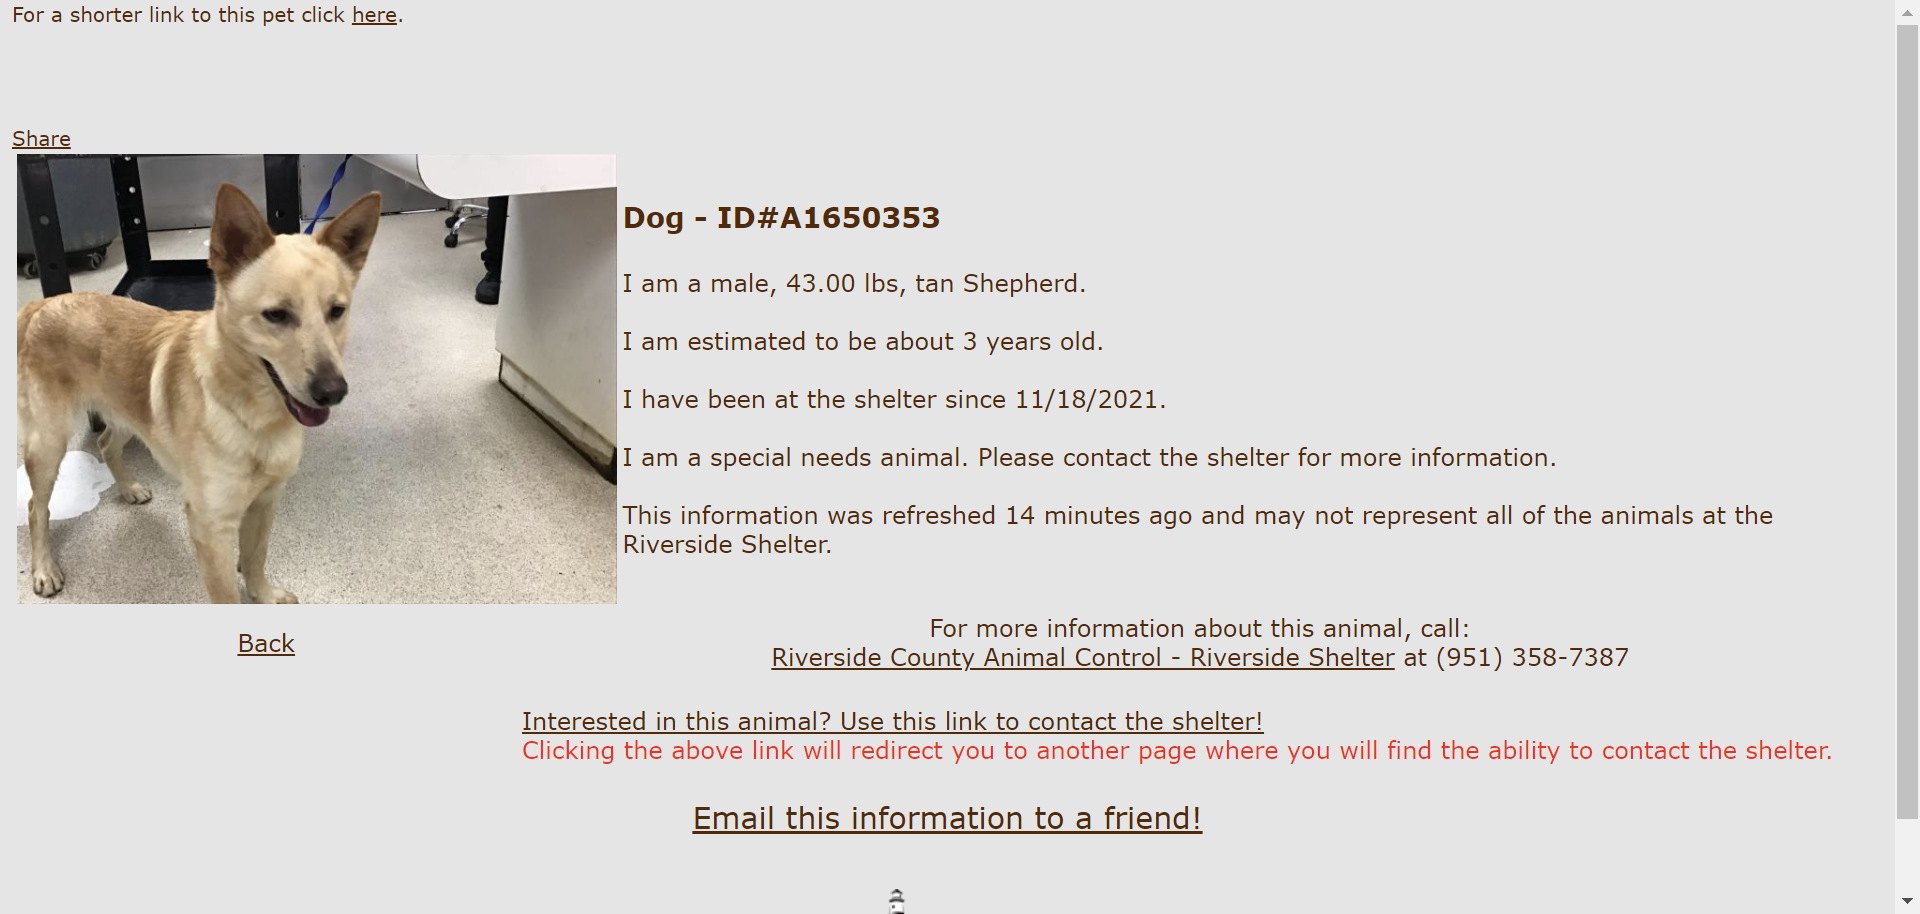 For a shorter link to this pet click here.
Share
Dog - ID#A1650353
I am a male, 43.00 lbs, tan Shepherd.
I am estimated to be about 3 years old.
I have been at the shelter since 11/18/2021.
I am a special needs animal. Please contact the shelter for more information.
This information was refreshed 14 minutes ago and may not represent all of the animals at the
Riverside Shelter.
Back
For more information about this animal, call:
Riverside County Animal Control - Riverside Shelter at (951) 358-7387
Interested in this animal? Use this link to contact the shelter!
Clicking the above link will redirect you to another page where you will find the ability to contact the shelter.
Email this information to a friend!